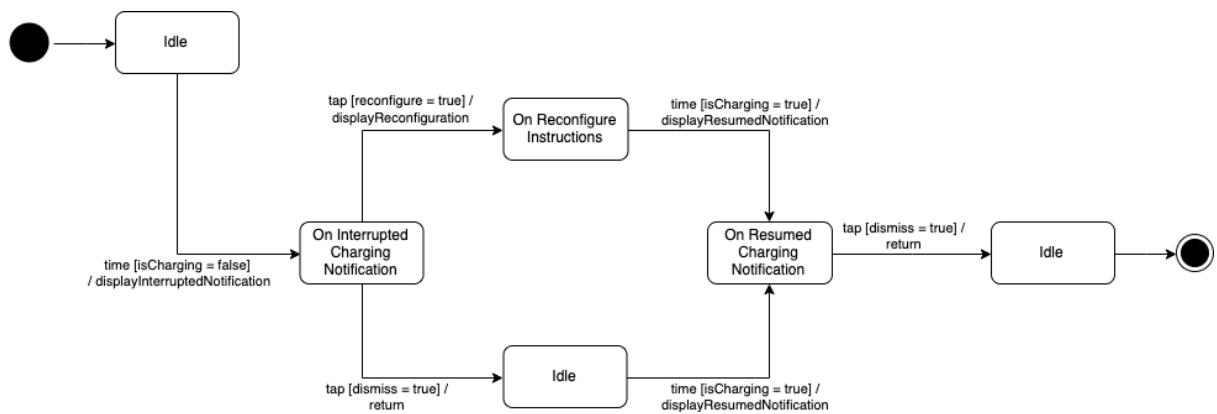 Idle
tap [reconfigure = true] /
displayReconfiguration
On Reconfigure
Instructions
time [isCharging = true] /
displayResumedNotification
On Interrupted
Charging
Notification
time [isCharging = false]
/ displayInterruptedNotification
On Resumed
Charging
Notification
tap [dismiss = true] /
return
Idle
tap [dismiss = true] /
return
Idle
time [isCharging = true] /
displayResumedNotification